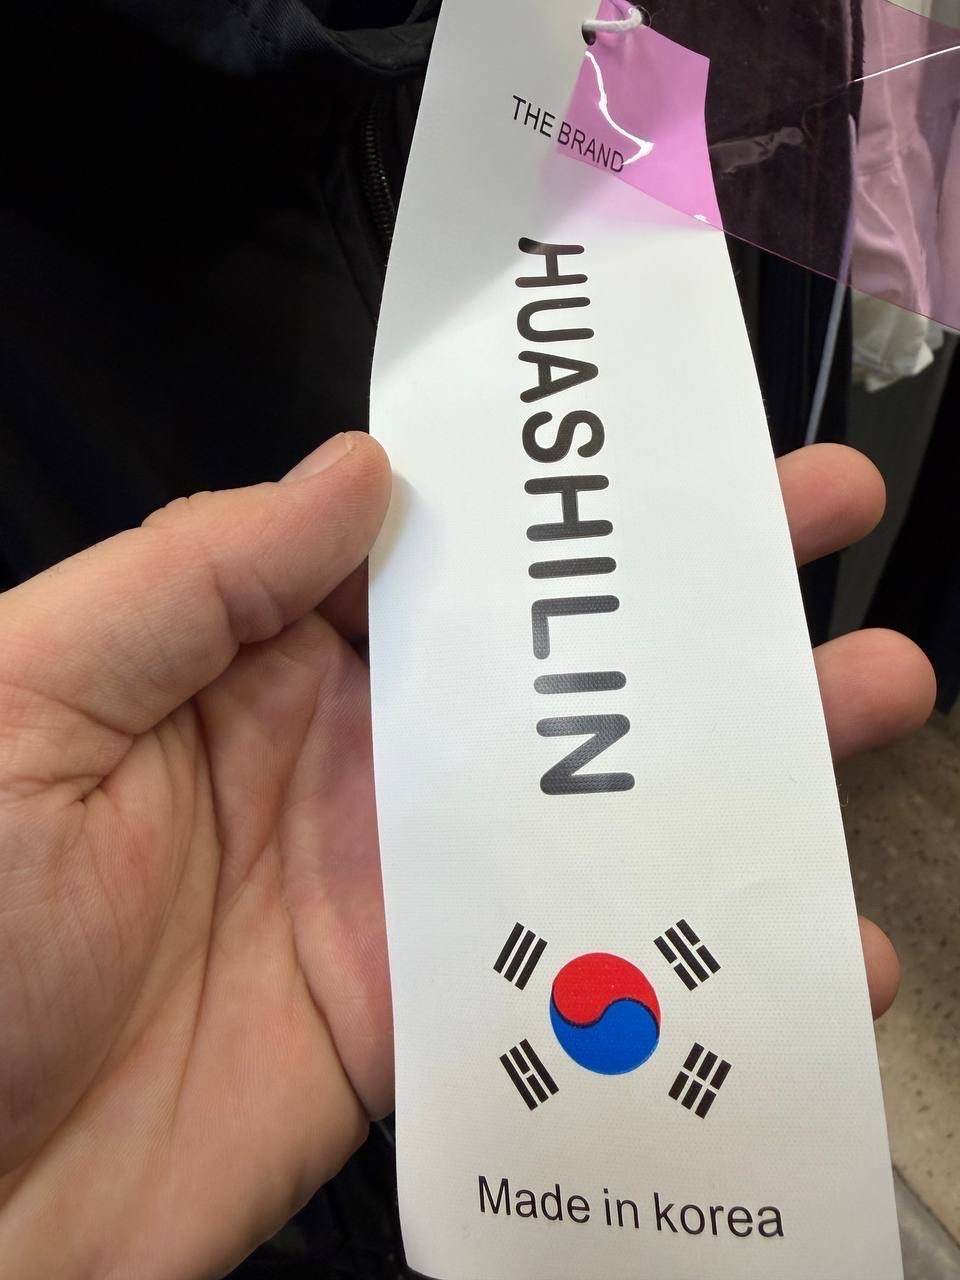 THE BRAND
HUASHILIN
Made in korea